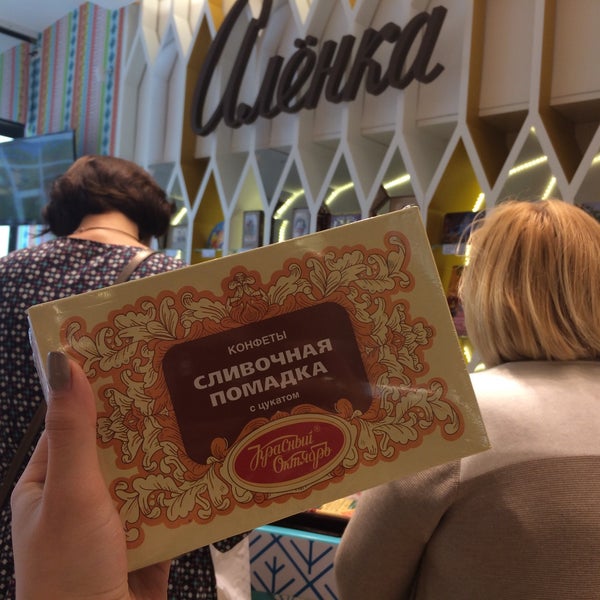 Алёнка
КОНФЕТЫ
СЛИВОЧНАЯ
ПОМАДКА
с цукатом
Красный
Октябрь